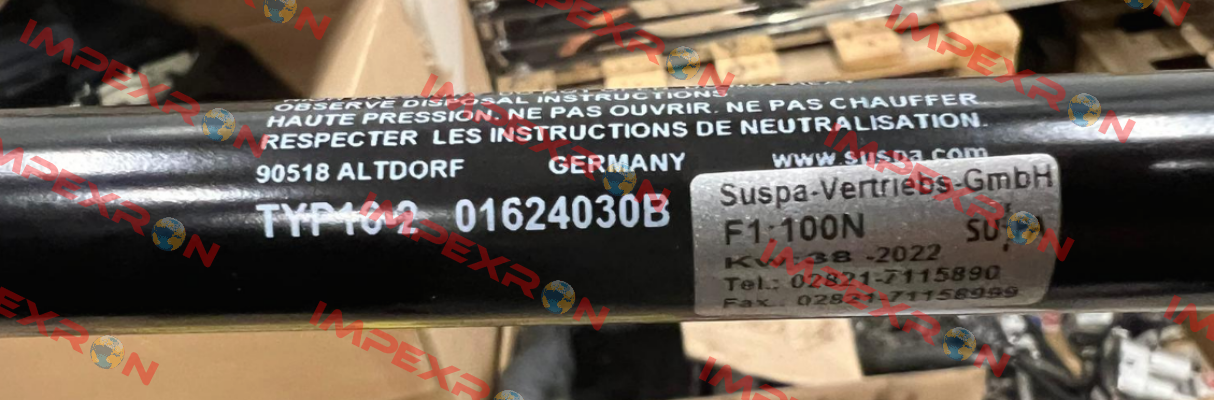 OBSERVE DISPOSAL INSTRUCTIONS
HAUTE PRESSION. NE PAS OUVRIR. NE PAS CHAUFFER.
RESPECTER LES INSTRUCTIONS DE NEUTRALISATION.
90518 ALTDORF GERMANY www.suspa.com
TYP16-2 01624030B
Suspa-Vertriebs-GmbH
F1:100N
KW:38 -2022
Tel.: 02821-7115890
Fax.: 02821-71158999
IMPEXRON